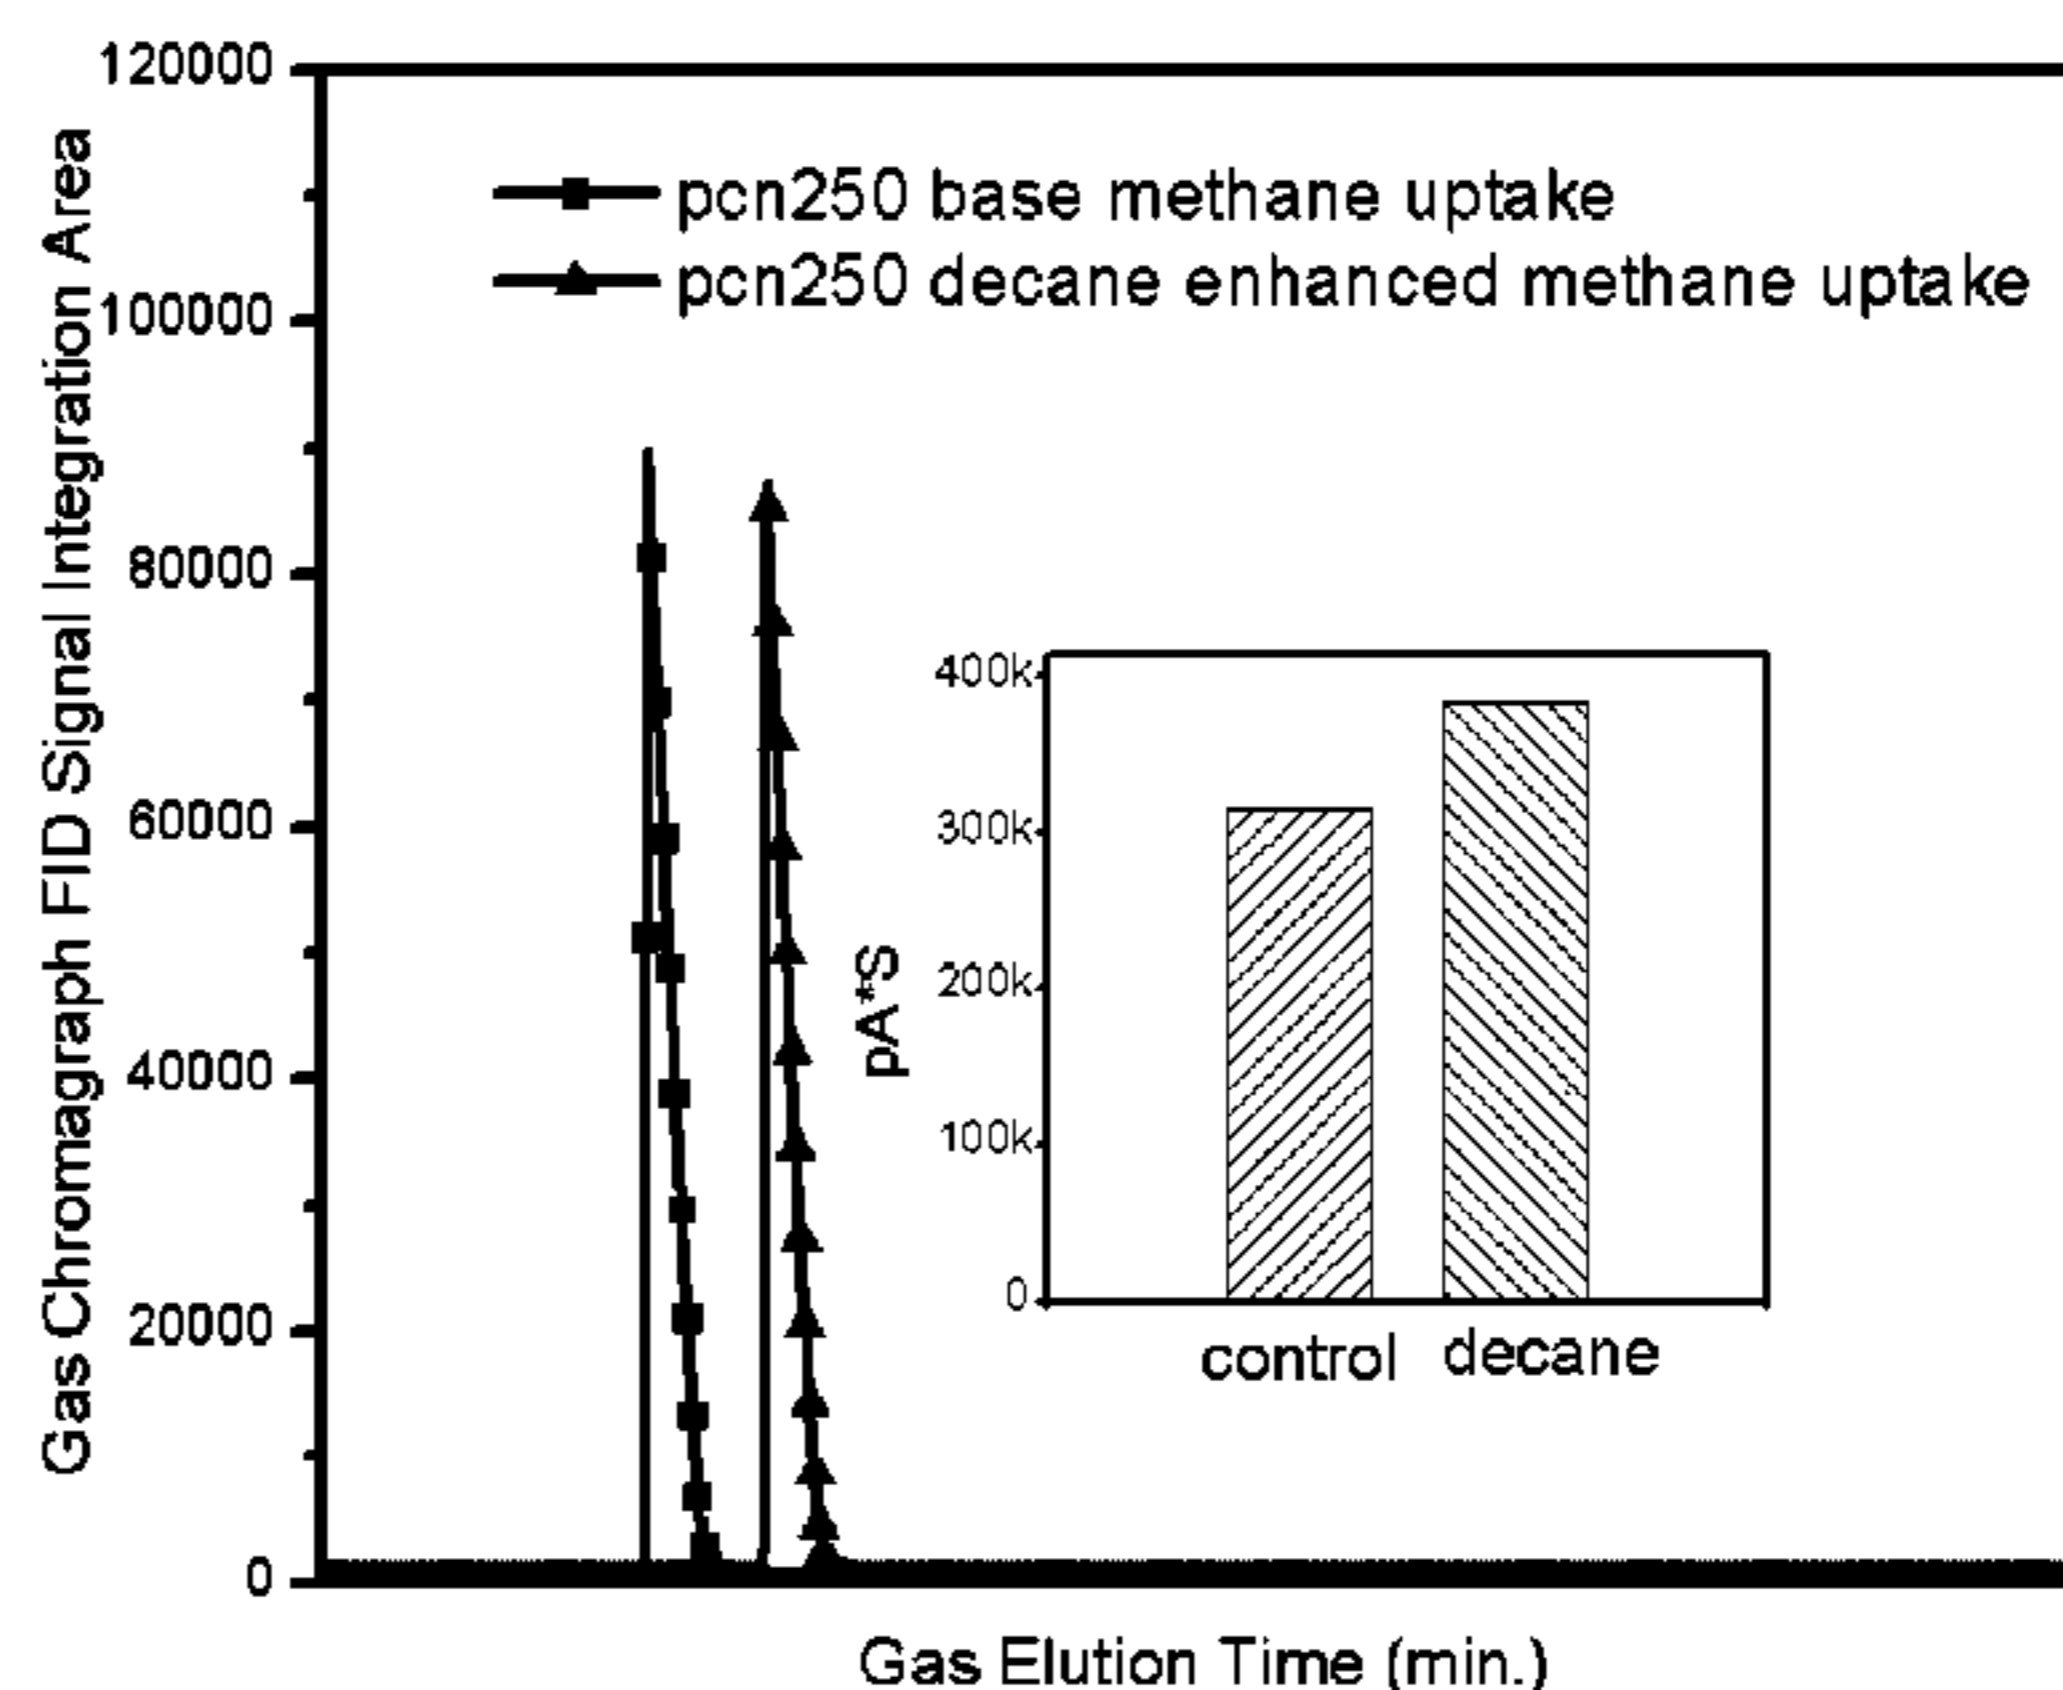 Gas Chromagraph FID Signal Integration Area
120000
100000
80000
60000
40000
20000
0
pcn250 base methane uptake
pcn250 decane enhanced methane uptake
pA*S
400k
300k
200k
100k
0
control
decane
Gas Elution Time (min.)